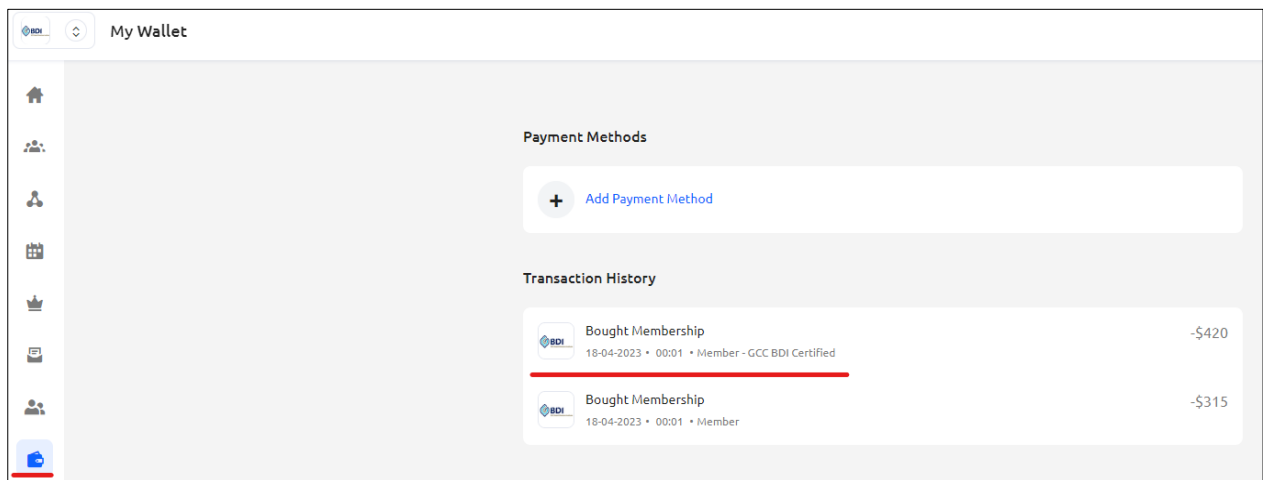 BDI
My Wallet
Payment Methods
+ Add Payment Method
Transaction History
BDI
Bought Membership
-$420
18-04-2023 • 00:01 • Member - GCC BDI Certified
BDI
Bought Membership
-$315
18-04-2023 • 00:01 • Member